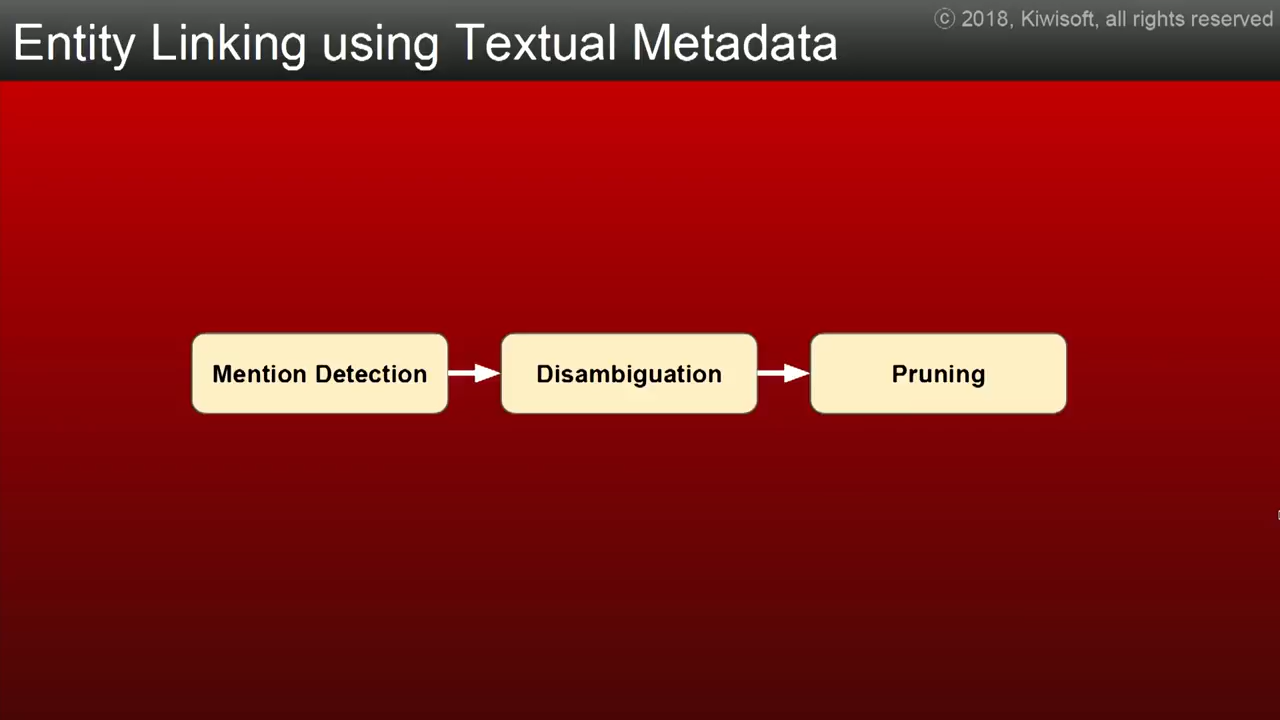 © 2018, Kiwisoft, all rights reserved
Entity Linking using Textual Metadata
Mention Detection
Disambiguation
Pruning